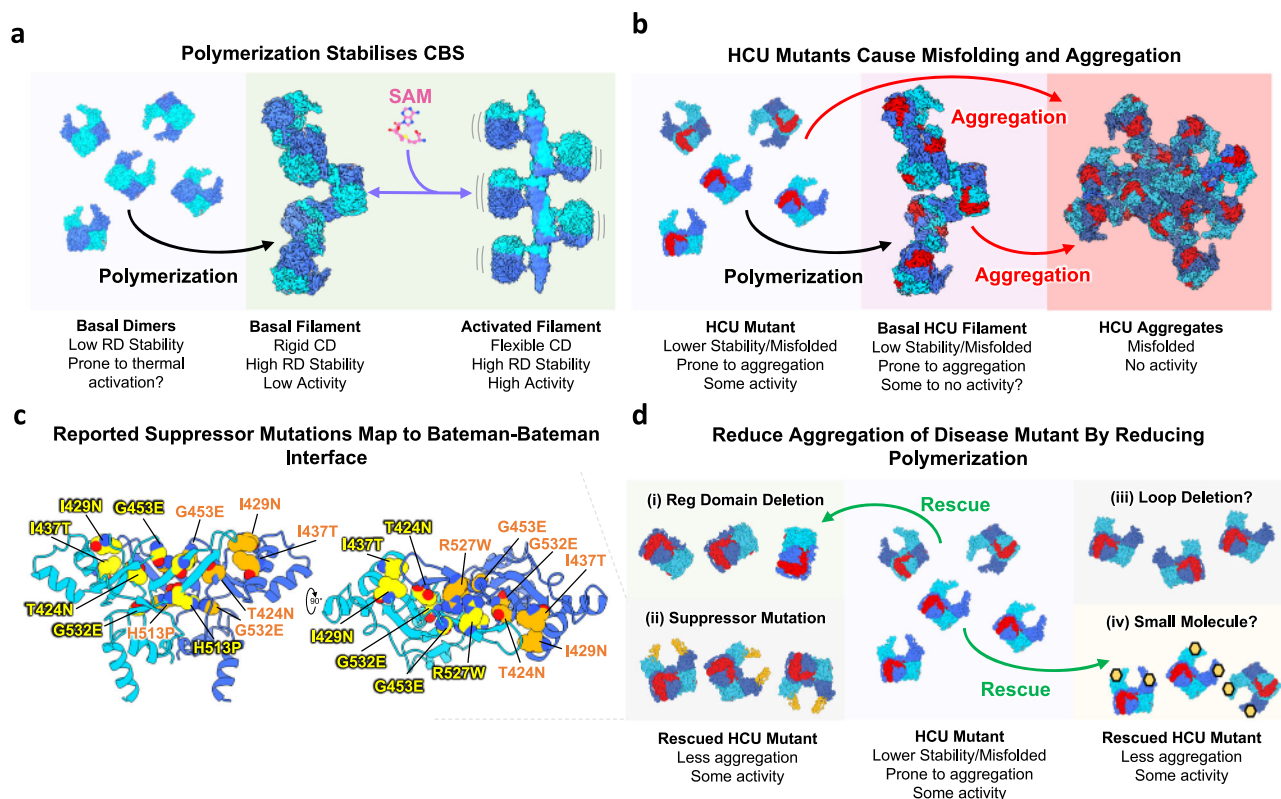 a
Polymerization Stabilises CBS
SAM
Polymerization
Basal Dimers
Low RD Stability
Prone to thermal
activation?
Basal Filament
Rigid CD
High RD Stability
Low Activity
Activated Filament
Flexible CD
High RD Stability
High Activity
b
HCU Mutants Cause Misfolding and Aggregation
Aggregation
Polymerization
Aggregation
HCU Mutant
Lower Stability/Misfolded
Prone to aggregation
Some activity
Basal HCU Filament
Low Stability/Misfolded
Prone to aggregation
Some to no activity?
HCU Aggregates
Misfolded
No activity
c
Reported Suppressor Mutations Map to Bateman-Bateman
Interface
I429N
I437T
G453E
G453E
I429N
I437T
T424N
G532E
H513P
H513P
T424N
G532E
90°
T424N
I437T
R527W
G453E
G532E
I437T
I429N
G532E
G453E
R527W
T424N
I429N
d
Reduce Aggregation of Disease Mutant By Reducing
Polymerization
(i) Reg Domain Deletion
Rescue
(iii) Loop Deletion?
(ii) Suppressor Mutation
(iv) Small Molecule?
Rescue
Rescued HCU Mutant
Less aggregation
Some activity
HCU Mutant
Lower Stability/Misfolded
Prone to aggregation
Some activity
Rescued HCU Mutant
Less aggregation
Some activity